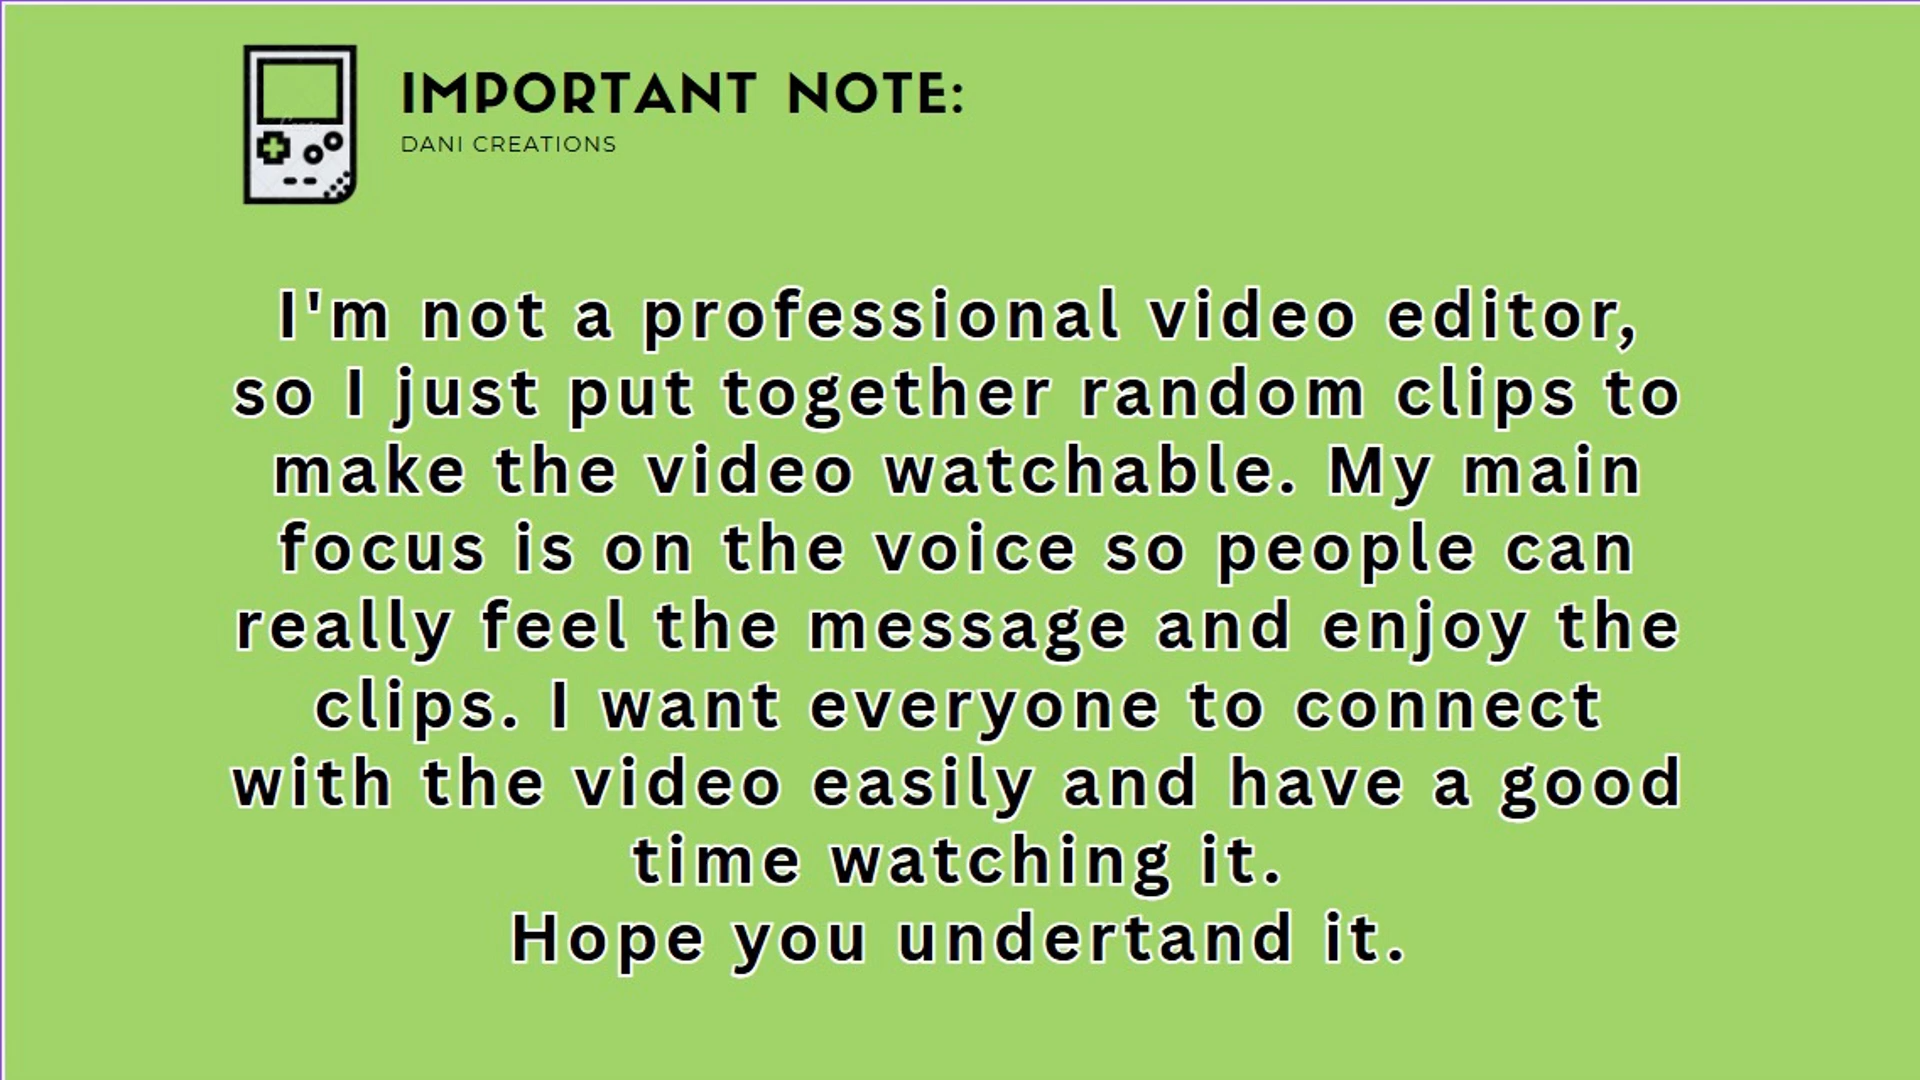 IMPORTANT NOTE:
DANI CREATIONS
I'm not a professional video editor,
so I just put together random clips to
make the video watchable. My main
focus is on the voice so people can
really feel the message and enjoy the
clips. I want everyone to connect
with the video easily and have a good
time watching it.
Hope you undertand it.